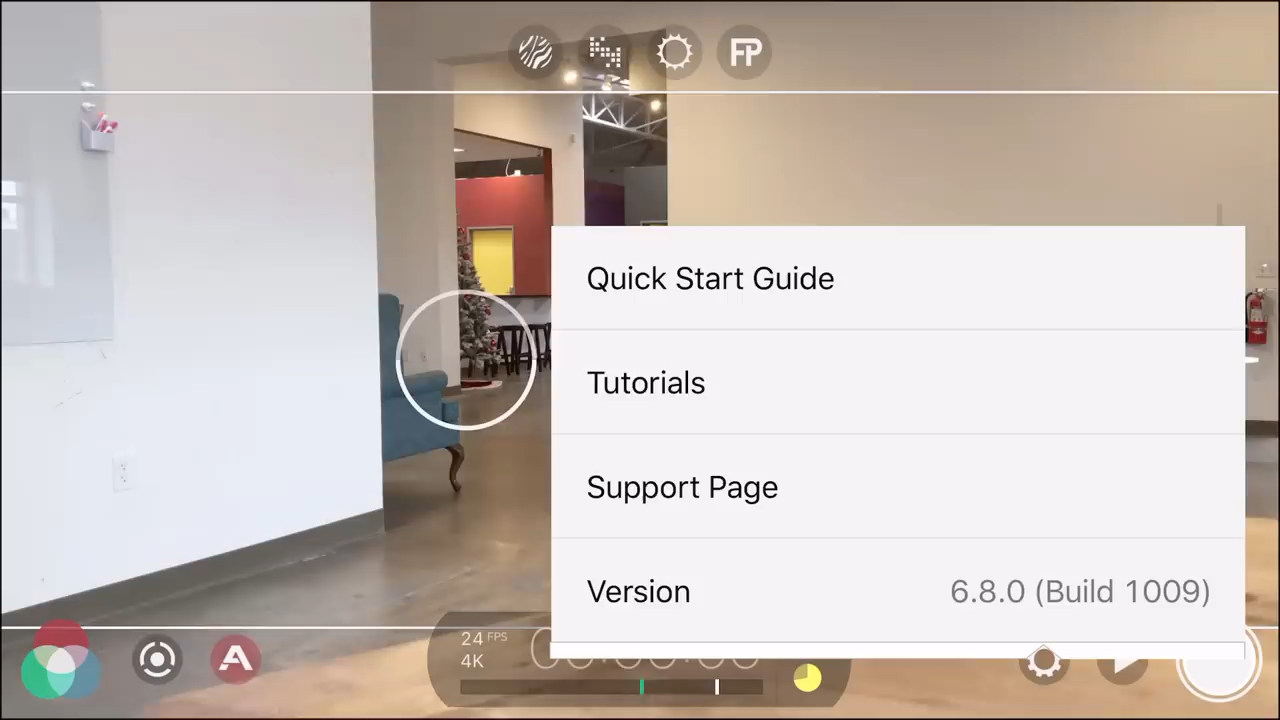 FP
Quick Start Guide
Tutorials
Support Page
Version 6.8.0 (Build 1009)
24 FPS
4K
A